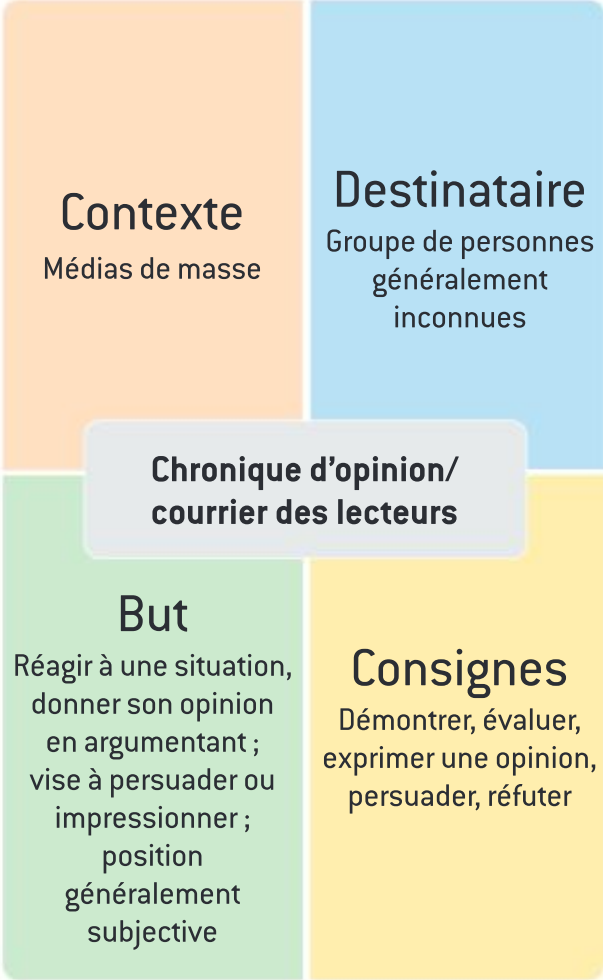 Contexte
Médias de masse
Destinataire
Groupe de personnes
généralement
inconnues
Chronique d’opinion/
courrier des lecteurs
But
Réagir à une situation,
donner son opinion
en argumentant ;
vise à persuader ou
impressionner ;
position
généralement
subjective
Consignes
Démontrer, évaluer,
exprimer une opinion,
persuader, réfuter